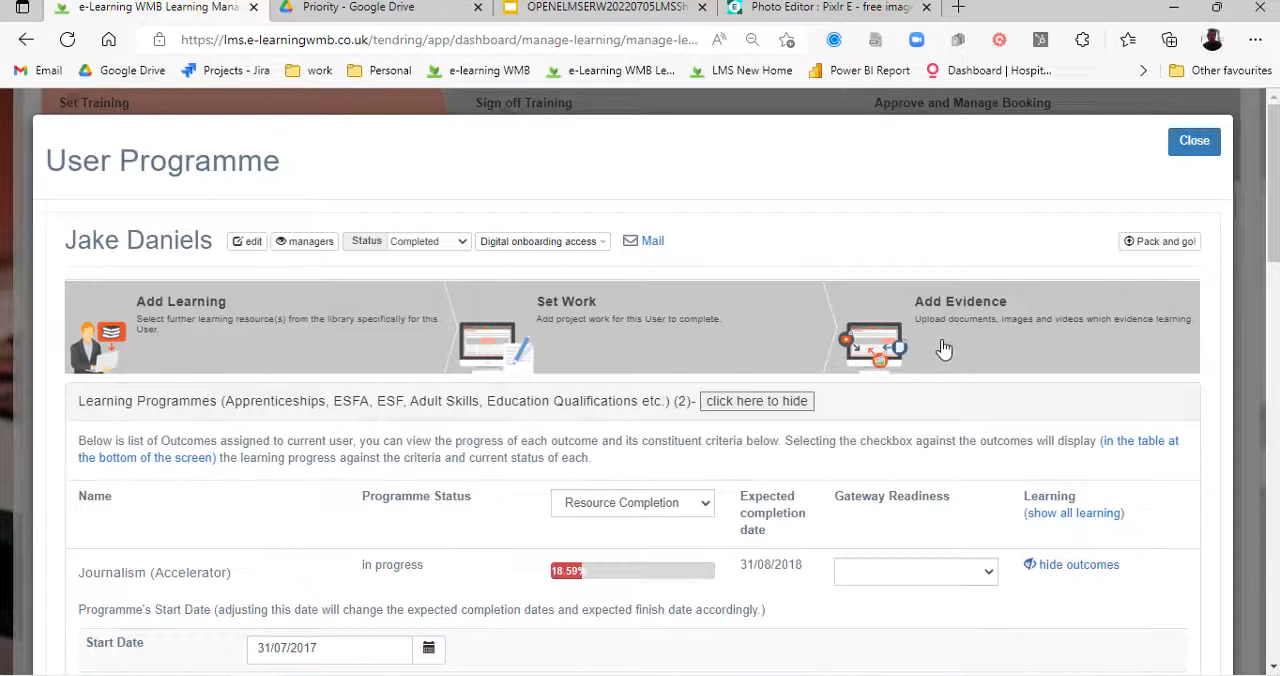 e-Learning WMB Learning Mana
Priority - Google Drive
OPENELMSERW20220705LMSSh
Photo Editor : Pixlr E - free imag
https://lms.e-learningwmb.co.uk/tendring/app/dashboard/manage-learning/manage-le...
Email
Google Drive
Projects - Jira
work
Personal
e-learning WMB
e-Learning WMB Le...
LMS New Home
Power BI Report
Dashboard | Hospit...
Other favourites
Set Training
Sign off Training
Approve and Manage Booking
User Programme
Close
Jake Daniels
edit
managers
Status
Completed
Digital onboarding access
Mail
Pack and go!
Add Learning
Select further learning resource(s) from the library specifically for this
User.
Set Work
Add project work for this User to complete.
Add Evidence
Upload documents, images and videos which evidence learning.
Learning Programmes (Apprenticeships, ESFA, ESF, Adult Skills, Education Qualifications etc.) (2)- click here to hide
Below is list of Outcomes assigned to current user, you can view the progress of each outcome and its constituent criteria below. Selecting the checkbox against the outcomes will display (in the table at
the bottom of the screen) the learning progress against the criteria and current status of each.
Name
Programme Status
Resource Completion
Expected
completion
date
Gateway Readiness
Learning
(show all learning)
Journalism (Accelerator)
in progress
18.59%
31/08/2018
hide outcomes
Programme's Start Date (adjusting this date will change the expected completion dates and expected finish date accordingly.)
Start Date
31/07/2017